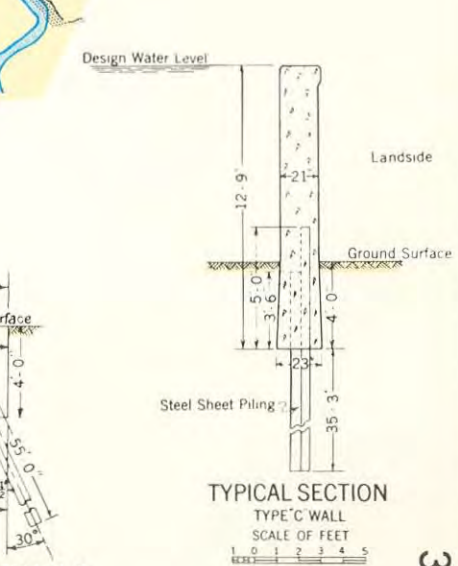 Design Water Level
Landside
21"
12'-9"
Ground Surface
5'-0"
3'-6"
4'-0"
23"
Steel Sheet Piling
35'-3"
rface
4'-0"
55'-0"
30°
TYPICAL SECTION
TYPE "C" WALL
SCALE OF FEET
1 0 1 2 3 4 5
3